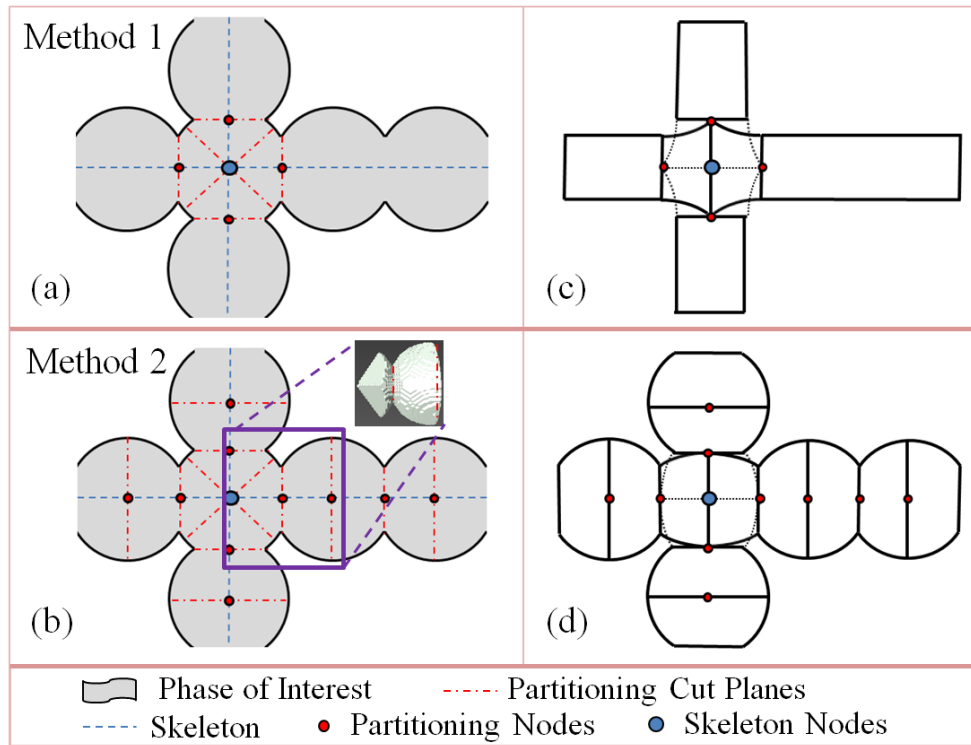 Method 1
(a)
(c)
Method 2
(b)
(d)
Phase of Interest
Partitioning Cut Planes
Skeleton
Partitioning Nodes
Skeleton Nodes